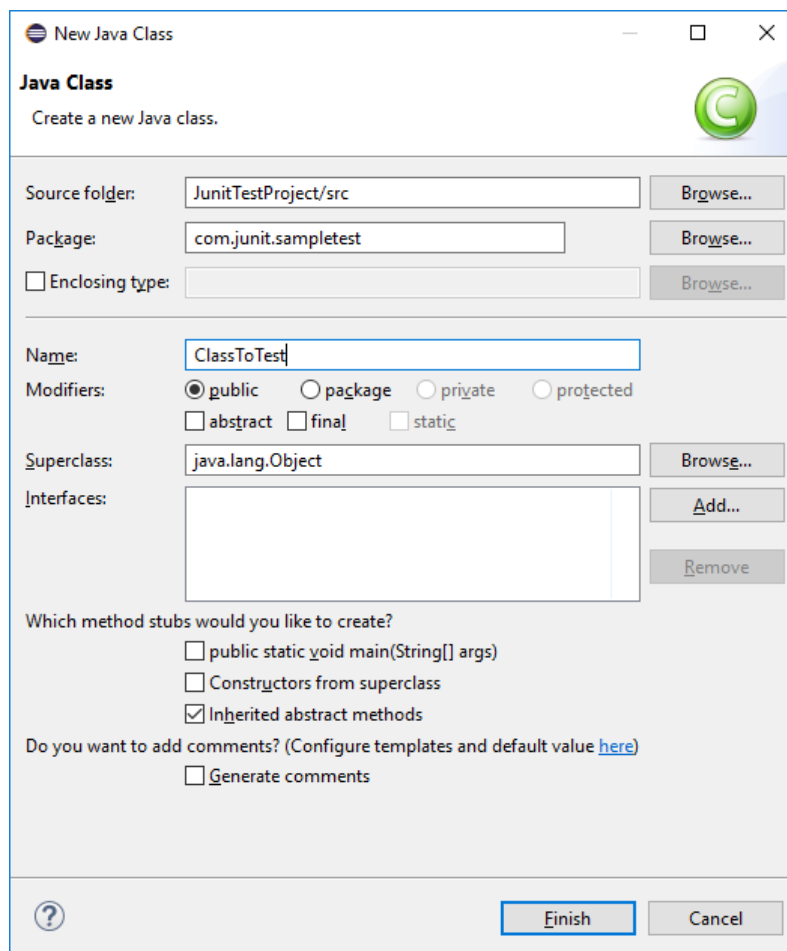 New Java Class
Java Class
Create a new Java class.
C
Source folder: JunitTestProject/src Browse...
Package: com.junit.sampletest Browse...
Enclosing type: Browse...
Name: ClassToTest
Modifiers: public package private protected
abstract final static
Superclass: java.lang.Object Browse...
Interfaces: Add...
Remove
Which method stubs would you like to create?
public static void main(String[] args)
Constructors from superclass
Inherited abstract methods
Do you want to add comments? (Configure templates and default value here)
Generate comments
? Finish Cancel